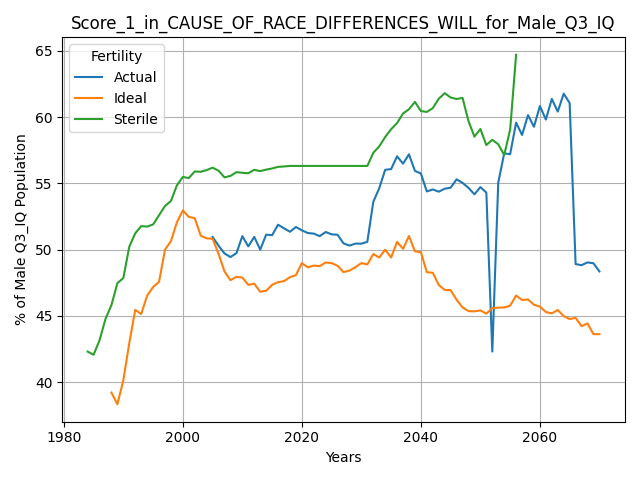 Score_1_in_CAUSE_OF_RACE_DIFFERENCES_WILL_for_Male_Q3_IQ
Fertility
Actual
Ideal
Sterile
% of Male Q3_IQ Population
65
60
55
50
45
40
1980
2000
2020
2040
2060
Years